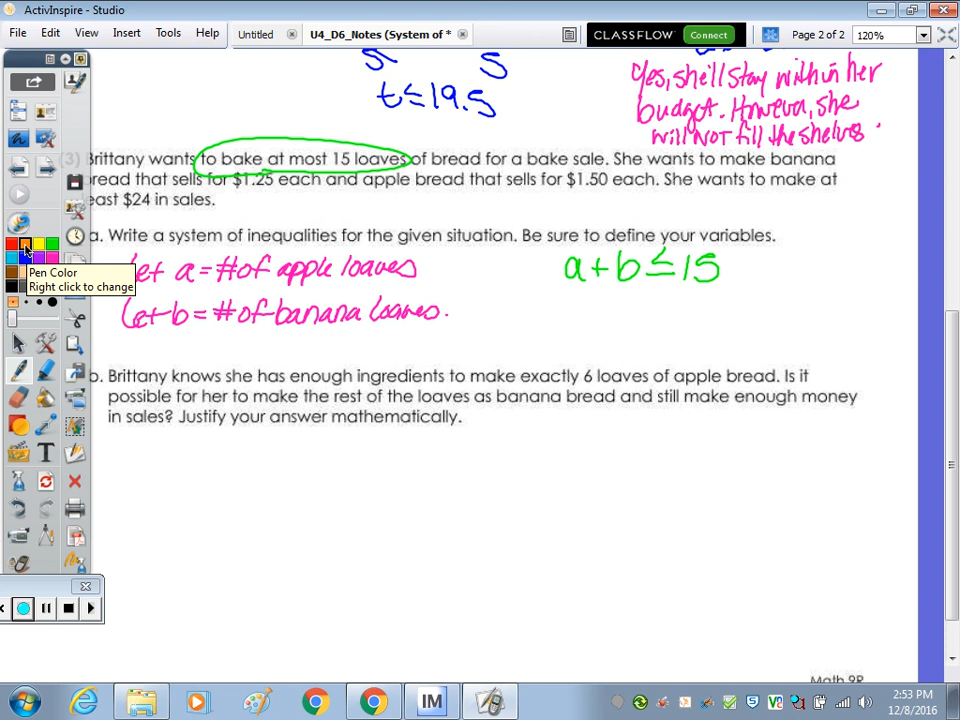 ActivInspire - Studio
File Edit View Insert Tools Help Untitled U4_D6_Notes (System of * CLASSFLOW Connect Page 2 of 2 120%
5 5
t ≤ 19.5
Yes, she'll stay within her
budget. However, she
will not fill the shelves.
(3) Brittany wants to bake at most 15 loaves of bread for a bake sale. She wants to make banana
bread that sells for $1.25 each and apple bread that sells for $1.50 each. She wants to make at
east $24 in sales.
a. Write a system of inequalities for the given situation. Be sure to define your variables.
Let a = # of apple loaves
a + b ≤ 15
Pen Color
Right click to change
Let b = # of banana loaves.
b. Brittany knows she has enough ingredients to make exactly 6 loaves of apple bread. Is it
possible for her to make the rest of the loaves as banana bread and still make enough money
in sales? Justify your answer mathematically.
Math 9R
IM
2:53 PM
12/8/2016